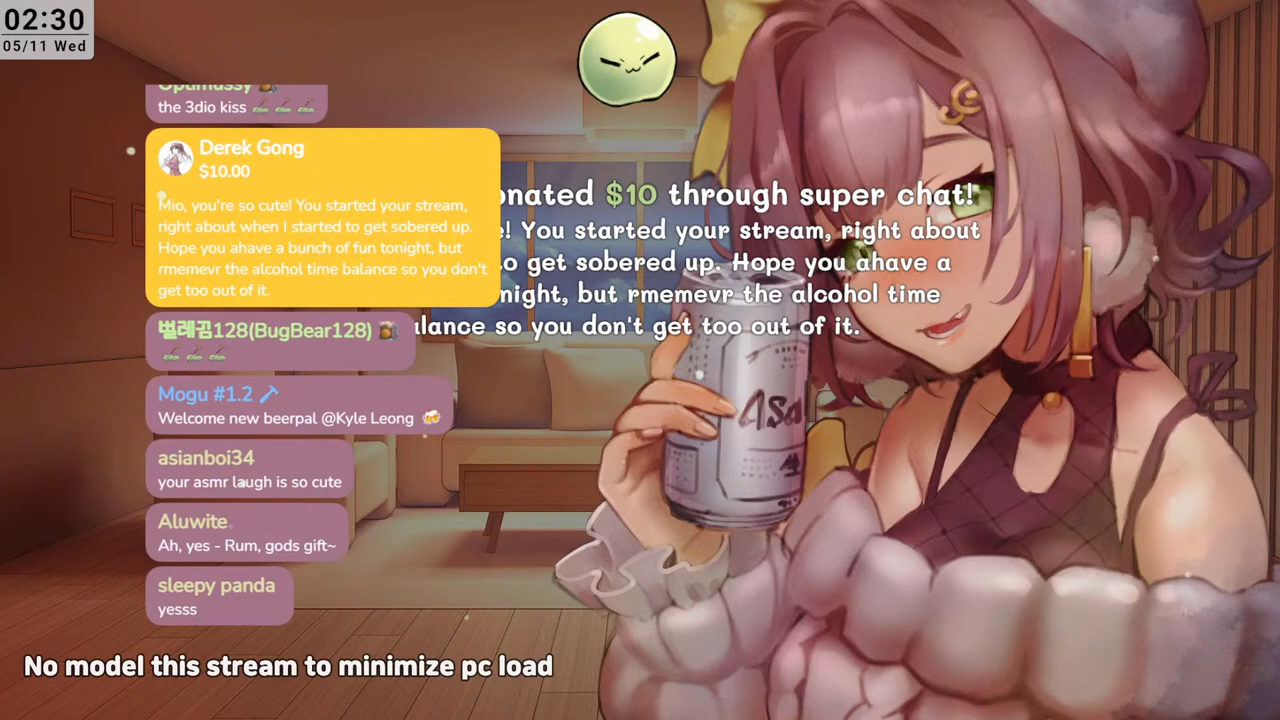 02:30
05/11 Wed
Optimussy
the 3dio kiss
Derek Gong
$10.00
Mio, you're so cute! You started your stream,
right about when I started to get sobered up.
Hope you ahave a bunch of fun tonight, but
rmemevr the alcohol time balance so you don't
get too out of it.
onated $10 through super chat!
e! You started your stream, right about
to get sobered up. Hope you ahave a
night, but rmemevr the alcohol time
alance so you don't get too out of it.
벌레곰128(BugBear128)
Mogu #1.2
Welcome new beerpal @Kyle Leong
asianboi34
your asmr laugh is so cute
Aluwite
Ah, yes - Rum, gods gift~
sleepy panda
yesss
Asa
No model this stream to minimize pc load